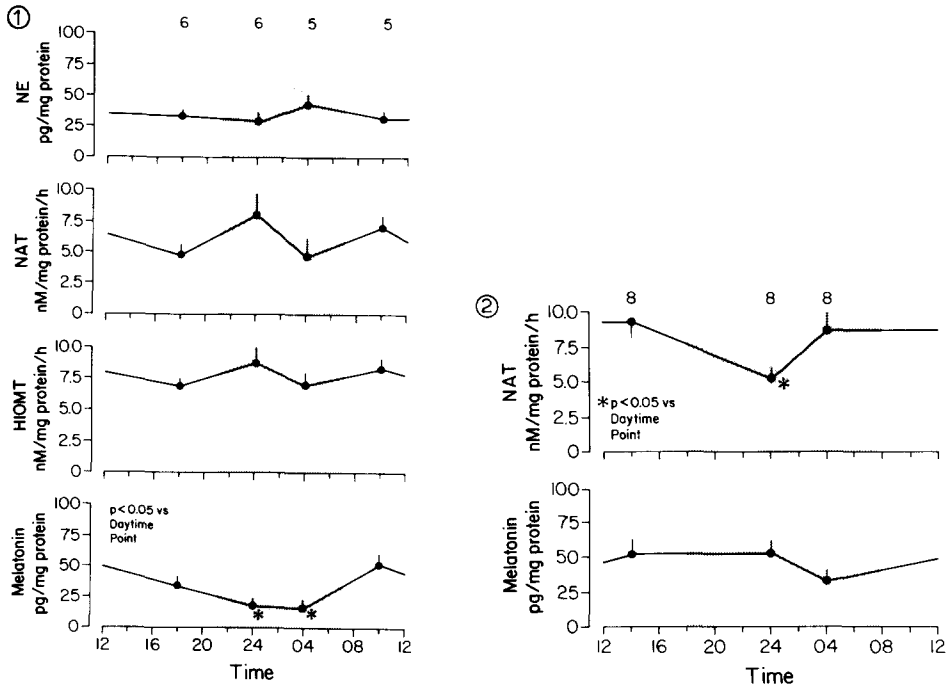 ①
6 6 5 5
NE
pg/mg protein
100
75
50
25
0
NAT
nM/mg protein/h
10.0
7.5
5.0
2.5
0
HIOMT
nM/mg protein/h
10.0
7.5
5.0
2.5
0
Melatonin
pg/mg protein
100
75
50
25
0
p<0.05 vs
Daytime
Point
* *
12 16 20 24 04 08 12
Time
②
8 8 8
NAT
nM/mg protein/h
10.0
7.5
5.0
2.5
0
*
* p<0.05 vs
Daytime
Point
Melatonin
pg/mg protein
100
75
50
25
0
12 16 20 24 04 08 12
Time